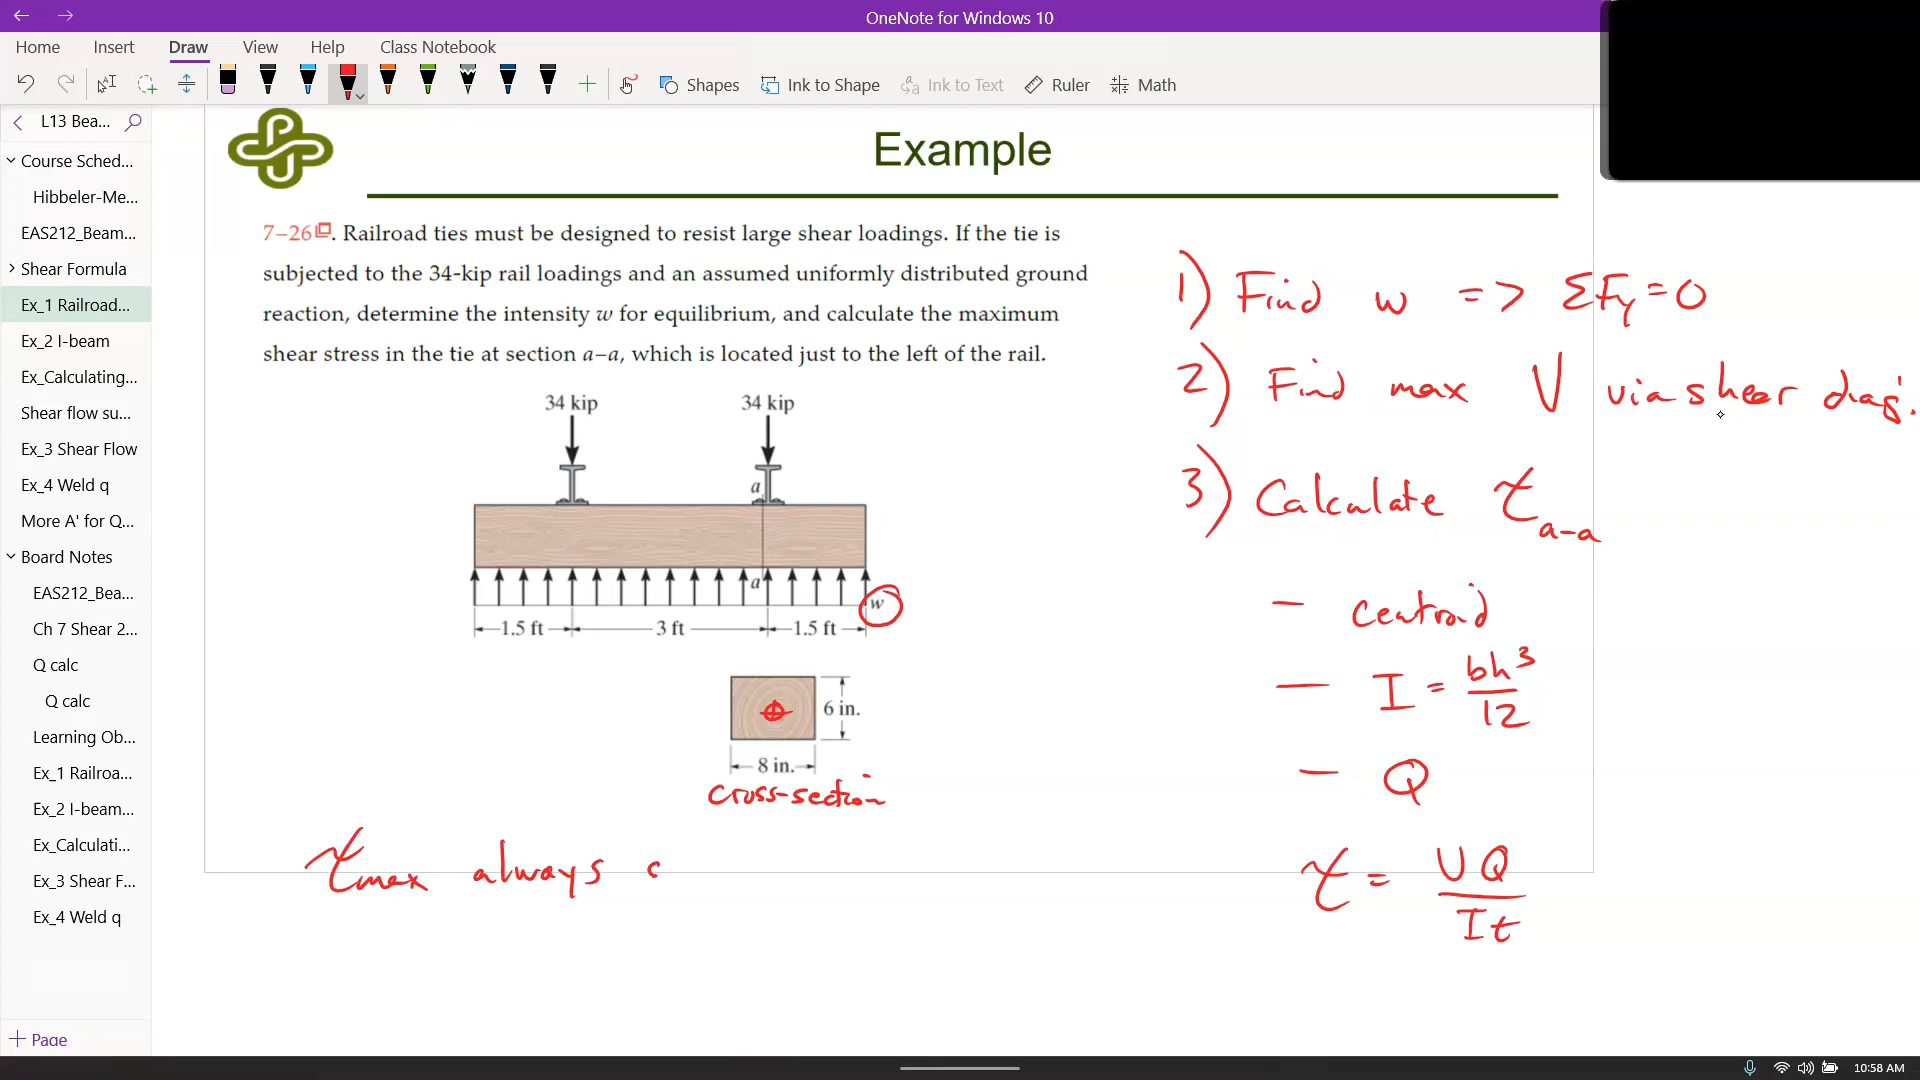 OneNote for Windows 10
Home Insert Draw View Help Class Notebook
Shapes Ink to Shape Ink to Text Ruler Math
L13 Bea...
Course Sched...
Hibbeler-Me...
EAS212_Beam...
Shear Formula
Ex_1 Railroad...
Ex_2 I-beam
Ex_Calculating...
Shear flow su...
Ex_3 Shear Flow
Ex_4 Weld q
More A' for Q...
Board Notes
EAS212_Bea...
Ch 7 Shear 2...
Q calc
Q calc
Learning Ob...
Ex_1 Railroa...
Ex_2 I-beam...
Ex_Calculati...
Ex_3 Shear F...
Ex_4 Weld q
+ Page
Example
7–26. Railroad ties must be designed to resist large shear loadings. If the tie is
subjected to the 34-kip rail loadings and an assumed uniformly distributed ground
reaction, determine the intensity w for equilibrium, and calculate the maximum
shear stress in the tie at section a–a, which is located just to the left of the rail.
34 kip 34 kip
a
a
w
1.5 ft 3 ft 1.5 ft
6 in.
8 in.
cross-section
τmax always
1) Find w => ΣFy=0
2) Find max V via shear diag.
3) Calculate τa-a
- centroid
- I = bh³/12
- Q
τ = VQ/It
10:58 AM